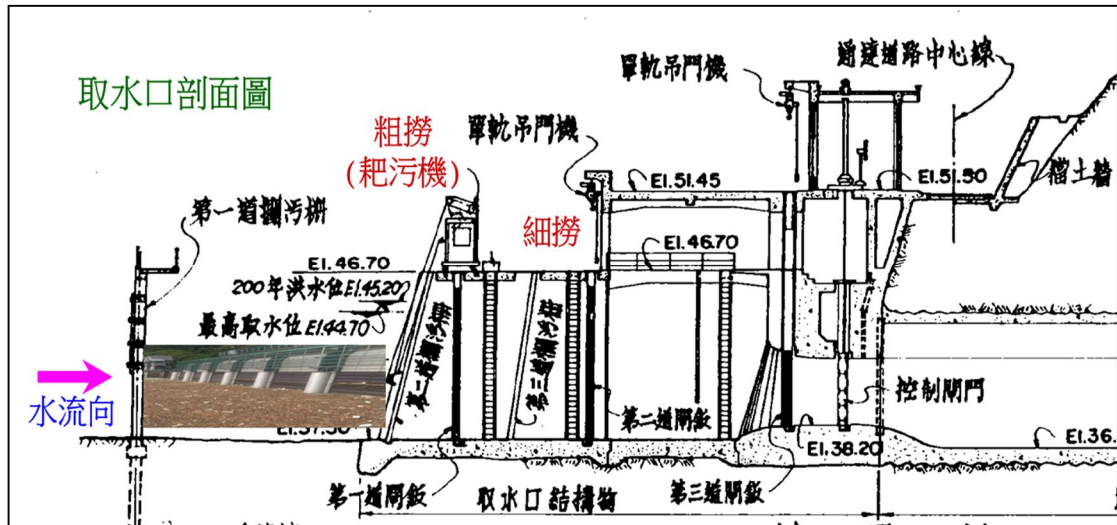 取水口剖面圖
單軌吊門機
通達道路中心線
粗撈
(耙污機)
單軌吊門機
擋土牆
第一道攔污柵
細撈
El.51.45
El.51.50
El.46.70
El.46.70
200年洪水位El.45.20
最高取水位El.44.70
第二道攔污柵
第三道攔污柵
水流向
第二道閘鈑
控制閘門
El.38.20
El.36.
第一道閘鈑
取水口結構物
第三道閘鈑